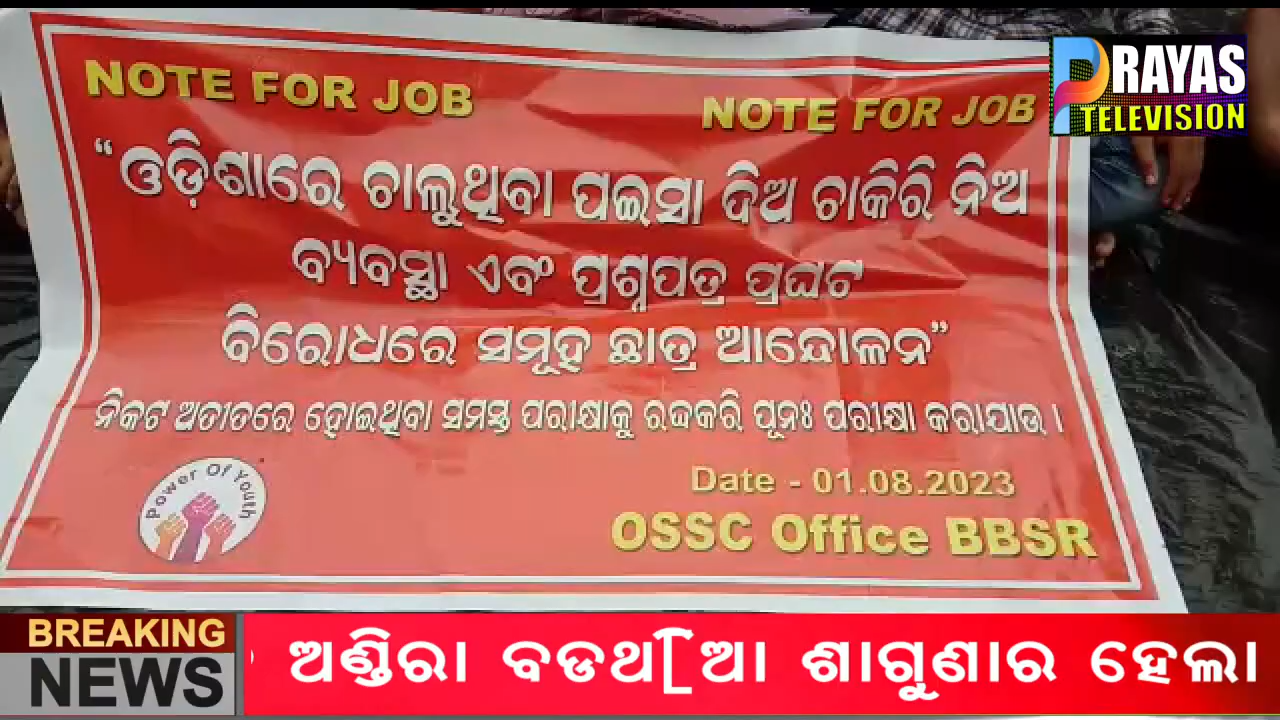 PRAYAS
TELEVISION
NOTE FOR JOB
NOTE FOR JOB
“ଓଡ଼ିଶାରେ ଚାଲୁଥିବା ପଇସା ଦିଅ ଚାକିରି ନିଅ
ବ୍ୟବସ୍ଥା ଏବଂ ପ୍ରଶ୍ନପତ୍ର ପ୍ରଘଟ
ବିରୋଧରେ ସମୂହ ଛାତ୍ର ଆନ୍ଦୋଳନ”
ନିକଟ ଅତୀତରେ ହୋଇଥିବା ସମସ୍ତ ପରୀକ୍ଷାକୁ ରଦ୍ଦକରି ପୂନଃ ପରୀକ୍ଷା କରାଯାଉ ।
Power Of Youth
Date - 01.08.2023
OSSC Office BBSR
BREAKING
NEWS
ଅଣ୍ଡିରା ଶାଗୁଣାର ହେଲା